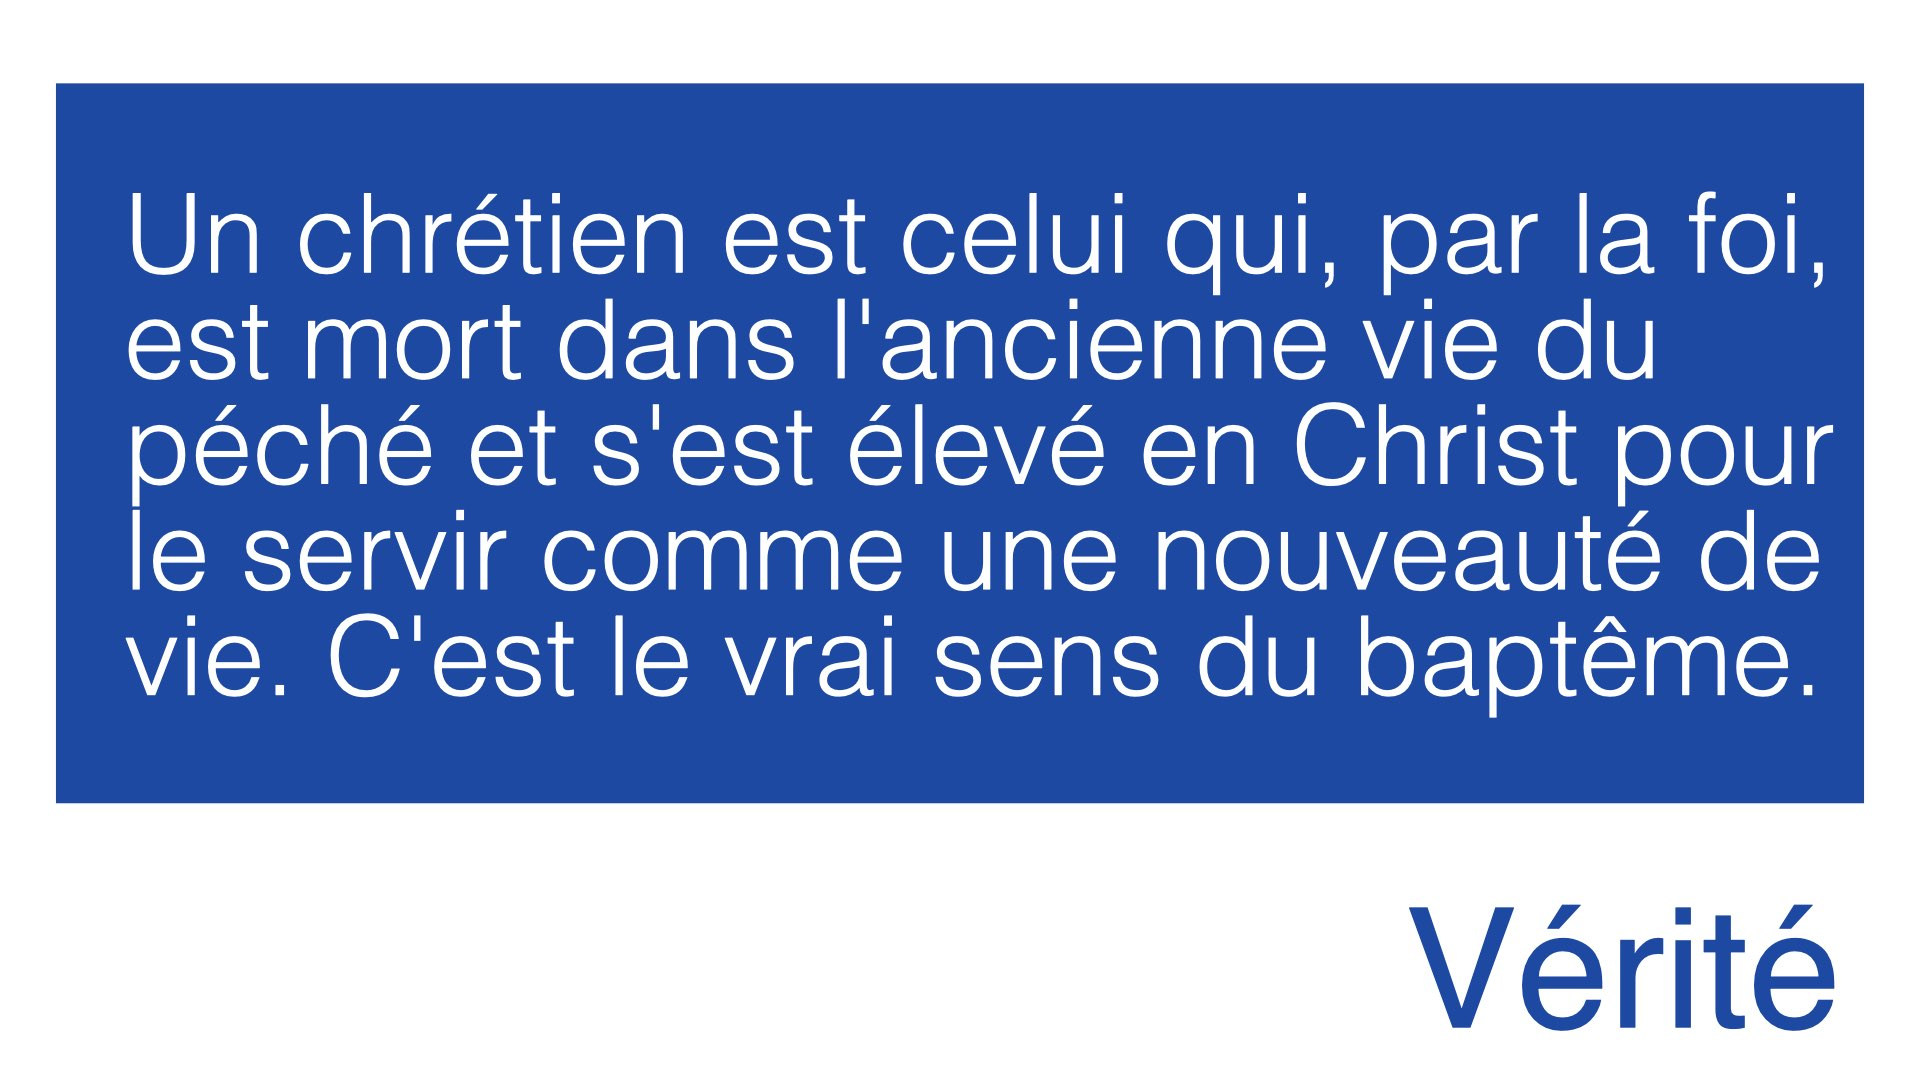 Un chrétien est celui qui, par la foi,
est mort dans l'ancienne vie du
péché et s'est élevé en Christ pour
le servir comme une nouveauté de
vie. C'est le vrai sens du baptême.
Vérité